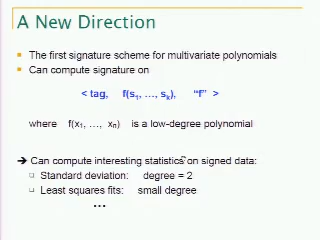 A New Direction
The first signature scheme for multivariate polynomials
Can compute signature on
< tag, f(s1, …, sk), "f" >
where f(x1, …, xn) is a low-degree polynomial
➔ Can compute interesting statistics on signed data:
Standard deviation: degree = 2
Least squares fits: small degree
…